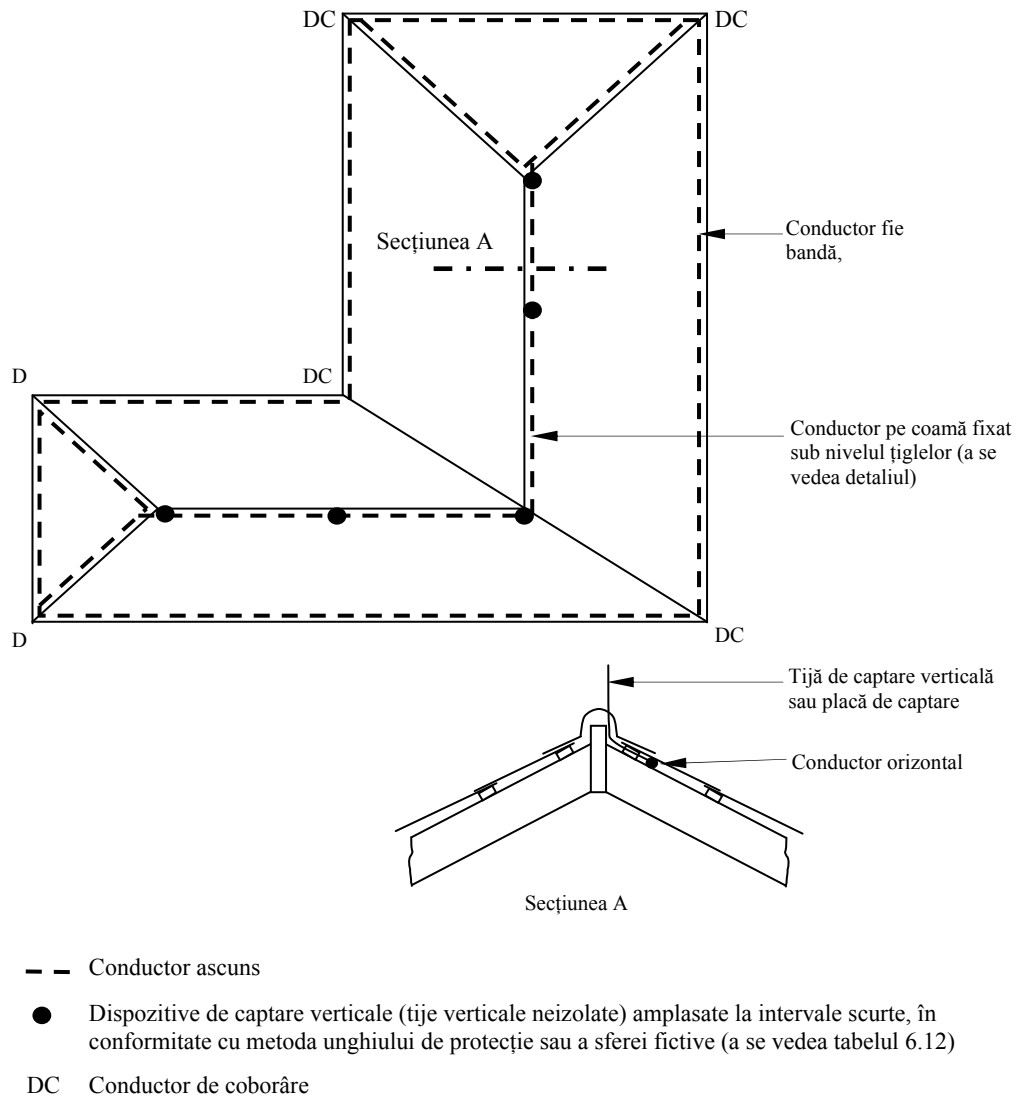 DC
DC
Secțiunea A
Conductor fie
bandă,
D
DC
Conductor pe coamă fixat
sub nivelul țiglelor (a se
vedea detaliul)
D
DC
Tijă de captare verticală
sau placă de captare
Conductor orizontal
Secțiunea A
Conductor ascuns
Dispozitive de captare verticale (tije verticale neizolate) amplasate la intervale scurte, în
conformitate cu metoda unghiului de protecție sau a sferei fictive (a se vedea tabelul 6.12)
DC Conductor de coborâre